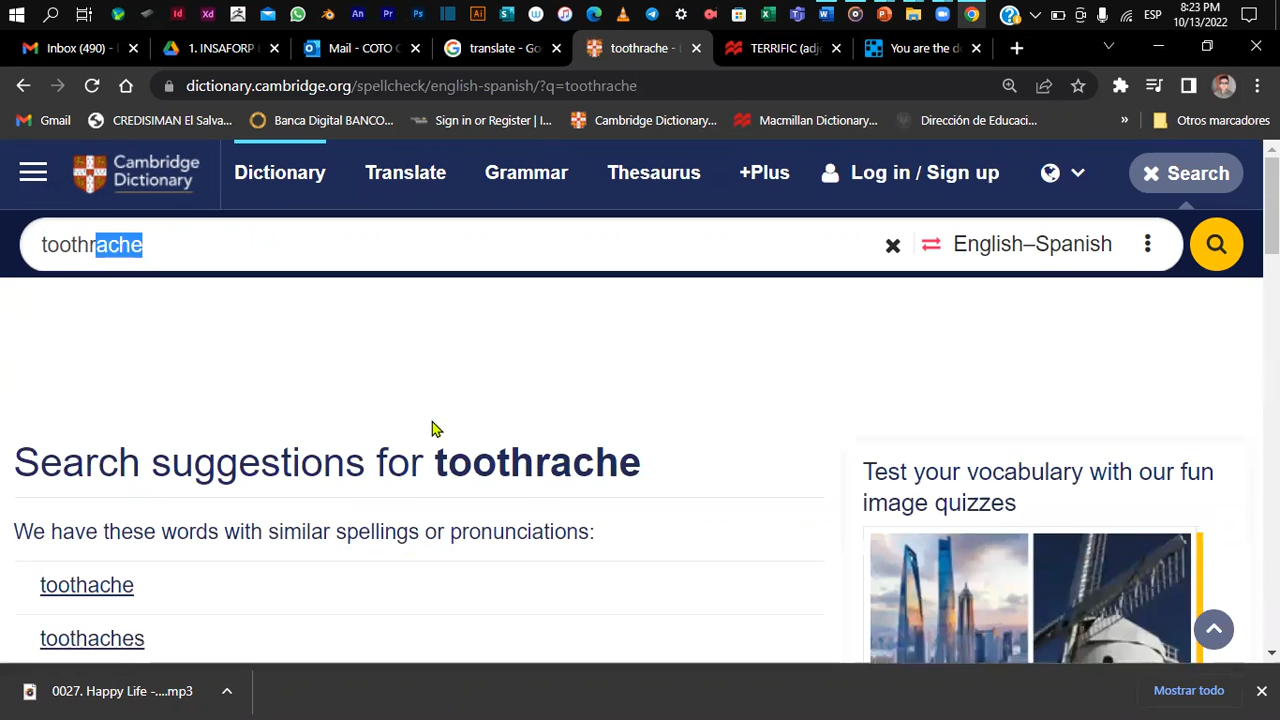 8:23 PM
ESP
10/13/2022
Inbox (490) -
1. INSAFORP
Mail - COTO C
translate - Go
toothrache -
TERRIFIC (adj
You are the d
dictionary.cambridge.org/spellcheck/english-spanish/?q=toothrache
Gmail
CREDISIMAN El Salva...
Banca Digital BANCO...
Sign in or Register | I...
Cambridge Dictionary...
Macmillan Dictionary...
Dirección de Educaci...
»
Otros marcadores
Cambridge
Dictionary
Dictionary
Translate
Grammar
Thesaurus
+Plus
Log in / Sign up
Search
toothrache
English–Spanish
Search suggestions for toothrache
We have these words with similar spellings or pronunciations:
toothache
toothaches
Test your vocabulary with our fun
image quizzes
0027. Happy Life -....mp3
Mostrar todo